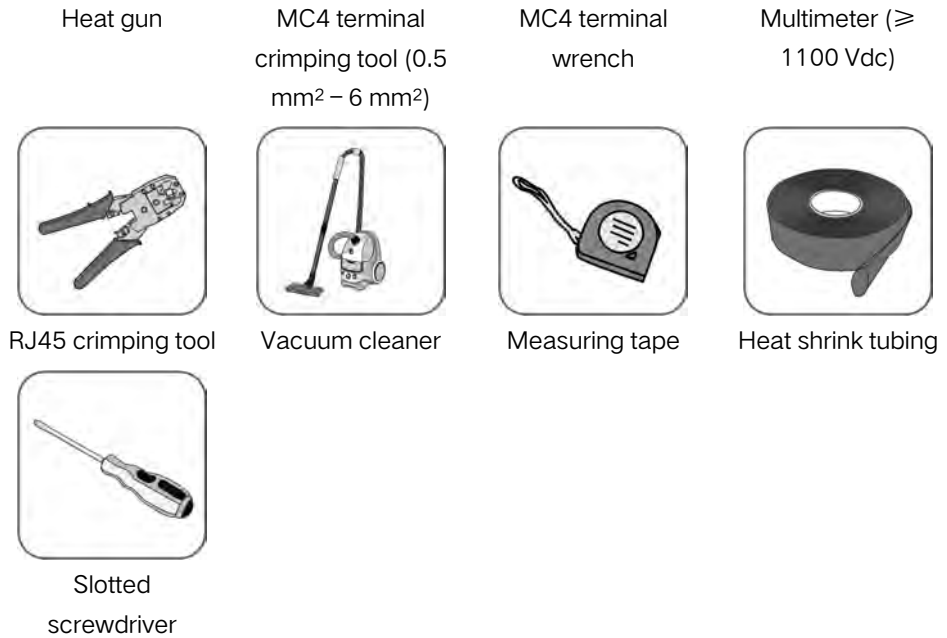 Heat gun
MC4 terminal
crimping tool (0.5
mm² – 6 mm²)
MC4 terminal
wrench
Multimeter (≥
1100 Vdc)
RJ45 crimping tool
Vacuum cleaner
Measuring tape
Heat shrink tubing
Slotted
screwdriver